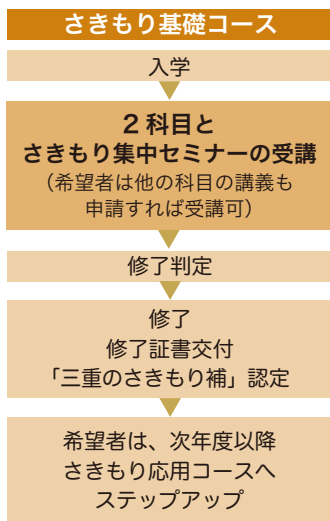 さきもり基礎コース
入学
2 科目と
さきもり集中セミナーの受講
（希望者は他の科目の講義も
申請すれば受講可）
修了判定
修了
修了証書交付
「三重のさきもり補」認定
希望者は、次年度以降
さきもり応用コースへ
ステップアップ